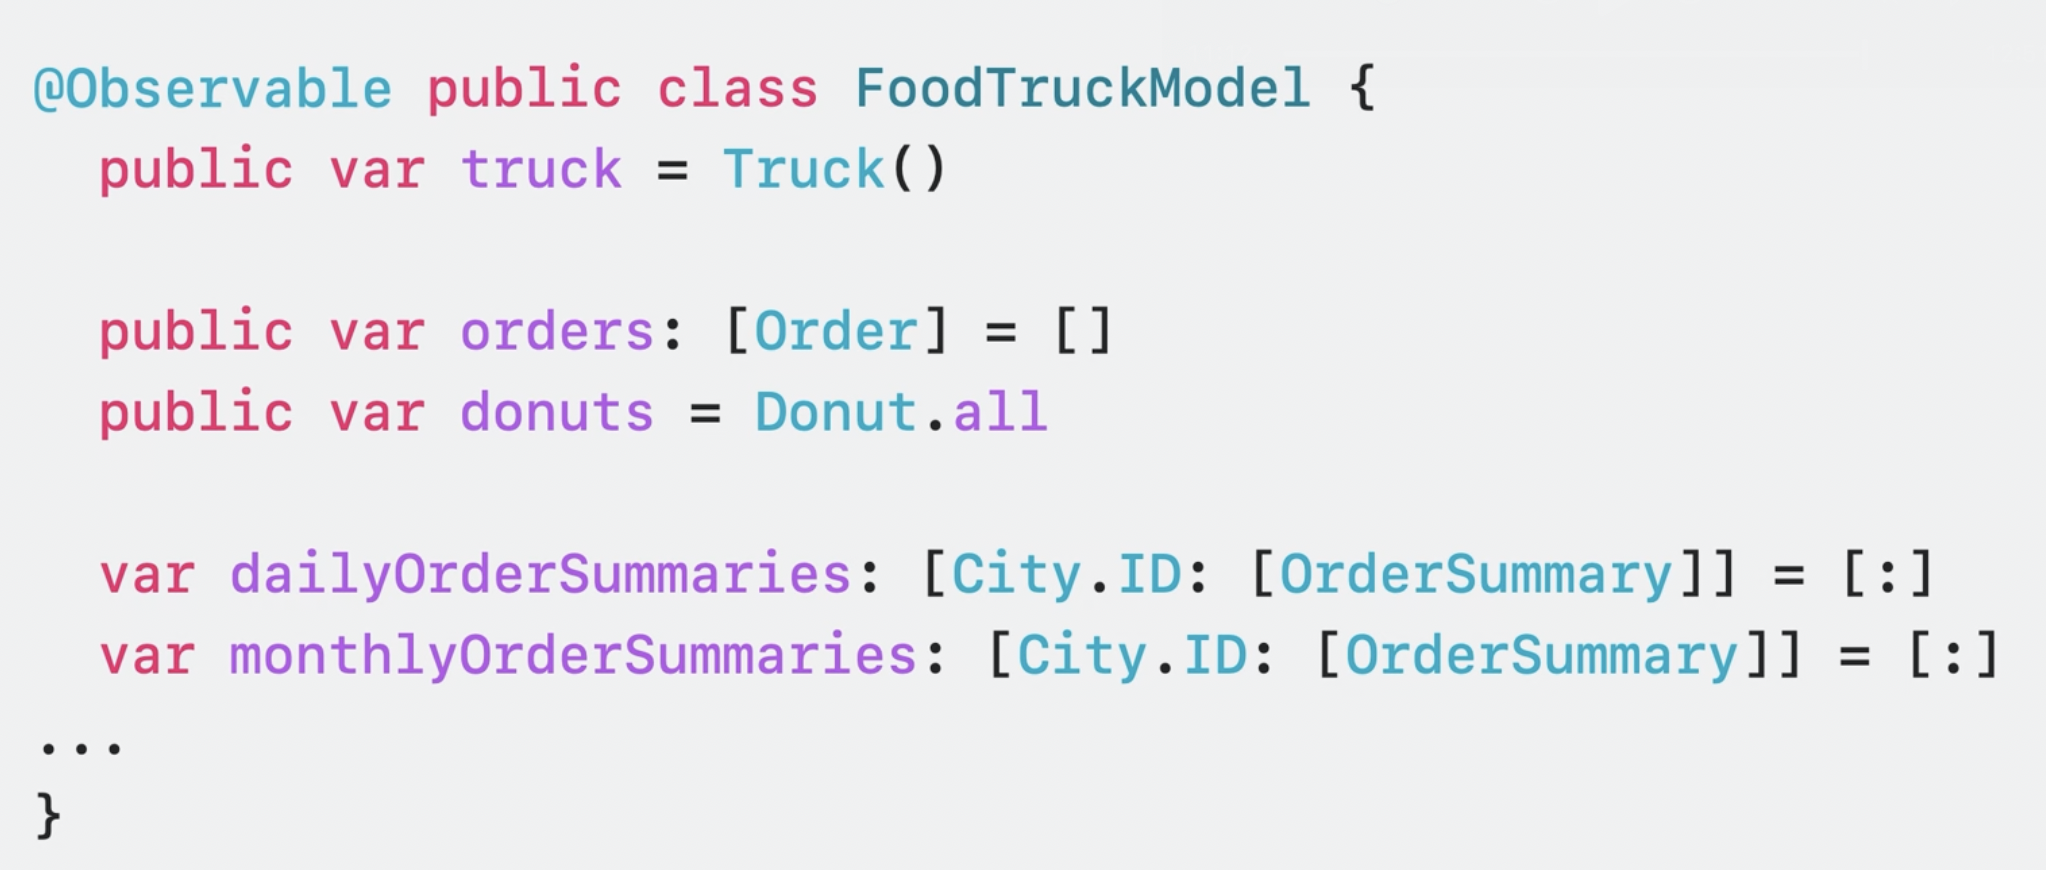 @Observable public class FoodTruckModel {
  public var truck = Truck()
  public var orders: [Order] = []
  public var donuts = Donut.all
  var dailyOrderSummaries: [City.ID: [OrderSummary]] = [:]
  var monthlyOrderSummaries: [City.ID: [OrderSummary]] = [:]
...
}